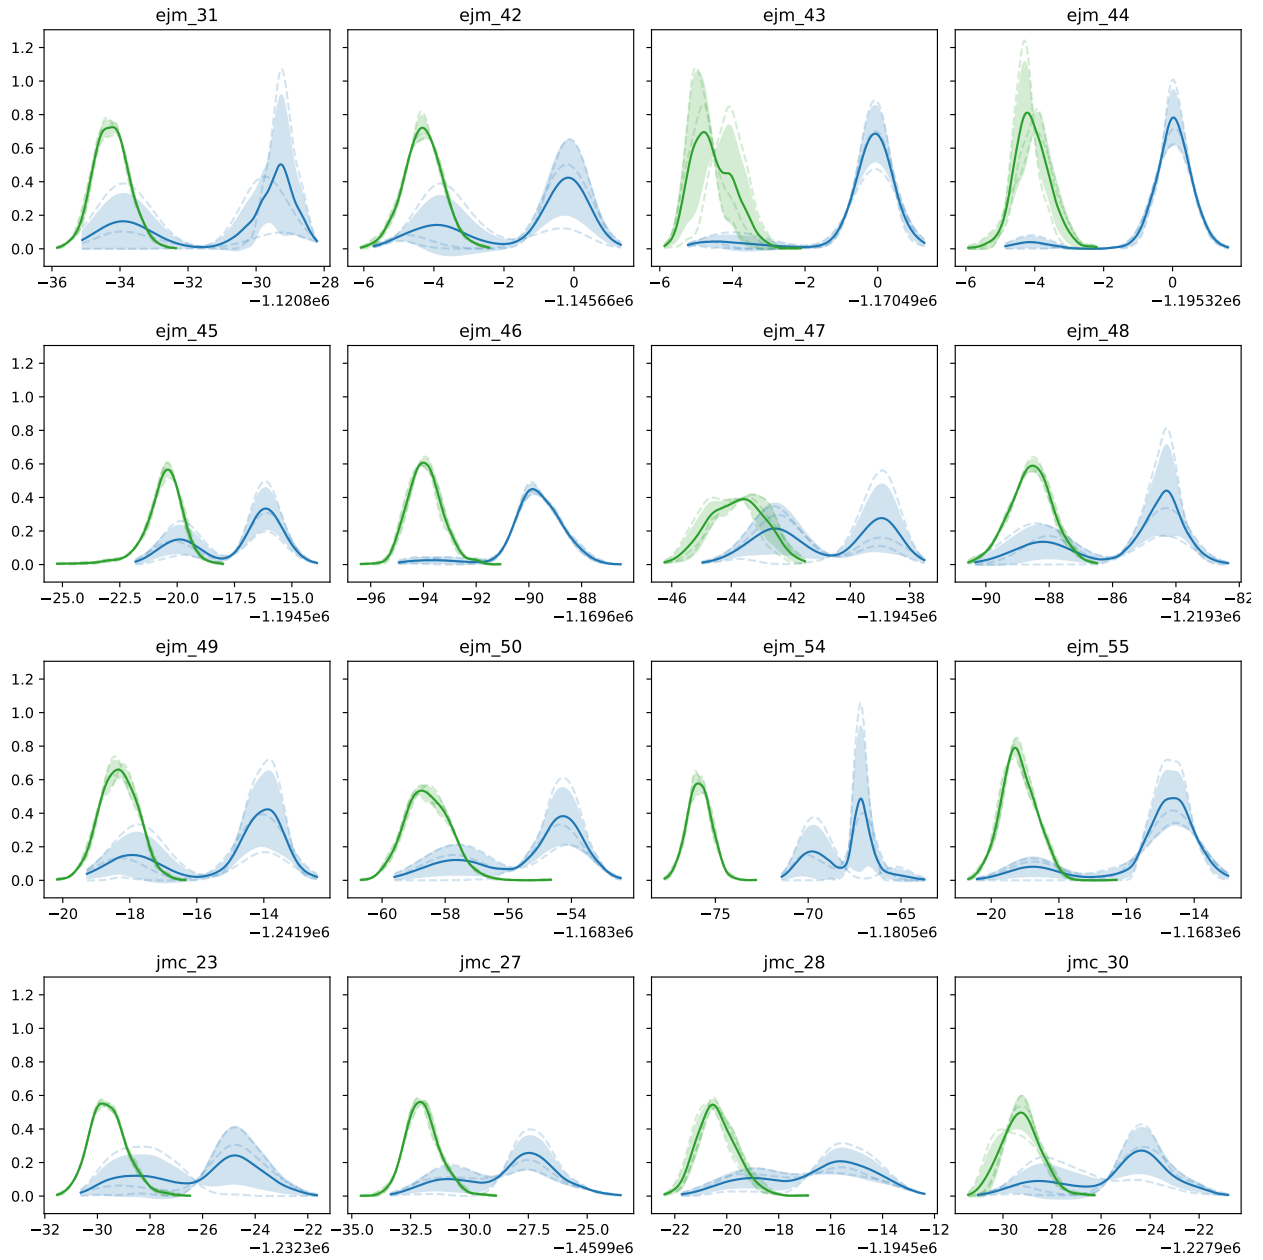 ejm_31 ejm_42 ejm_43 ejm_44
1.2
1.0
0.8
0.6
0.4
0.2
0.0
−36 −34 −32 −30 −28 −6 −4 −2 0 −6 −4 −2 0 −6 −4 −2 0
−1.1208e6 −1.14566e6 −1.17049e6 −1.19532e6
ejm_45 ejm_46 ejm_47 ejm_48
1.2
1.0
0.8
0.6
0.4
0.2
0.0
−25.0 −22.5 −20.0 −17.5 −15.0 −96 −94 −92 −90 −88 −46 −44 −42 −40 −38 −90 −88 −86 −84 −82
−1.1945e6 −1.1696e6 −1.1945e6 −1.2193e6
ejm_49 ejm_50 ejm_54 ejm_55
1.2
1.0
0.8
0.6
0.4
0.2
0.0
−20 −18 −16 −14 −60 −58 −56 −54 −75 −70 −65 −20 −18 −16 −14
−1.2419e6 −1.1683e6 −1.1805e6 −1.1683e6
jmc_23 jmc_27 jmc_28 jmc_30
1.2
1.0
0.8
0.6
0.4
0.2
0.0
−32 −30 −28 −26 −24 −22 −35.0 −32.5 −30.0 −27.5 −25.0 −22 −20 −18 −16 −14 −12 −30 −28 −26 −24 −22
−1.2323e6 −1.4599e6 −1.1945e6 −1.2279e6